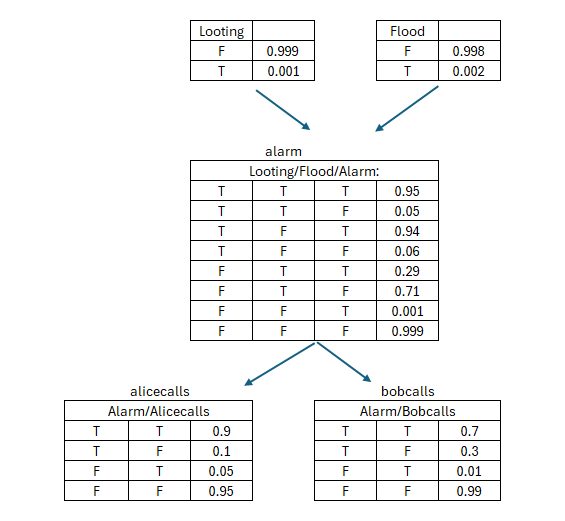 Looting Flood
F 0.999 F 0.998
T 0.001 T 0.002
alarm
Looting/Flood/Alarm:
T T T 0.95
T T F 0.05
T F T 0.94
T F F 0.06
F T T 0.29
F T F 0.71
F F T 0.001
F F F 0.999
alicecalls bobcalls
Alarm/Alicecalls Alarm/Bobcalls
T T 0.9 T T 0.7
T F 0.1 T F 0.3
F T 0.05 F T 0.01
F F 0.95 F F 0.99